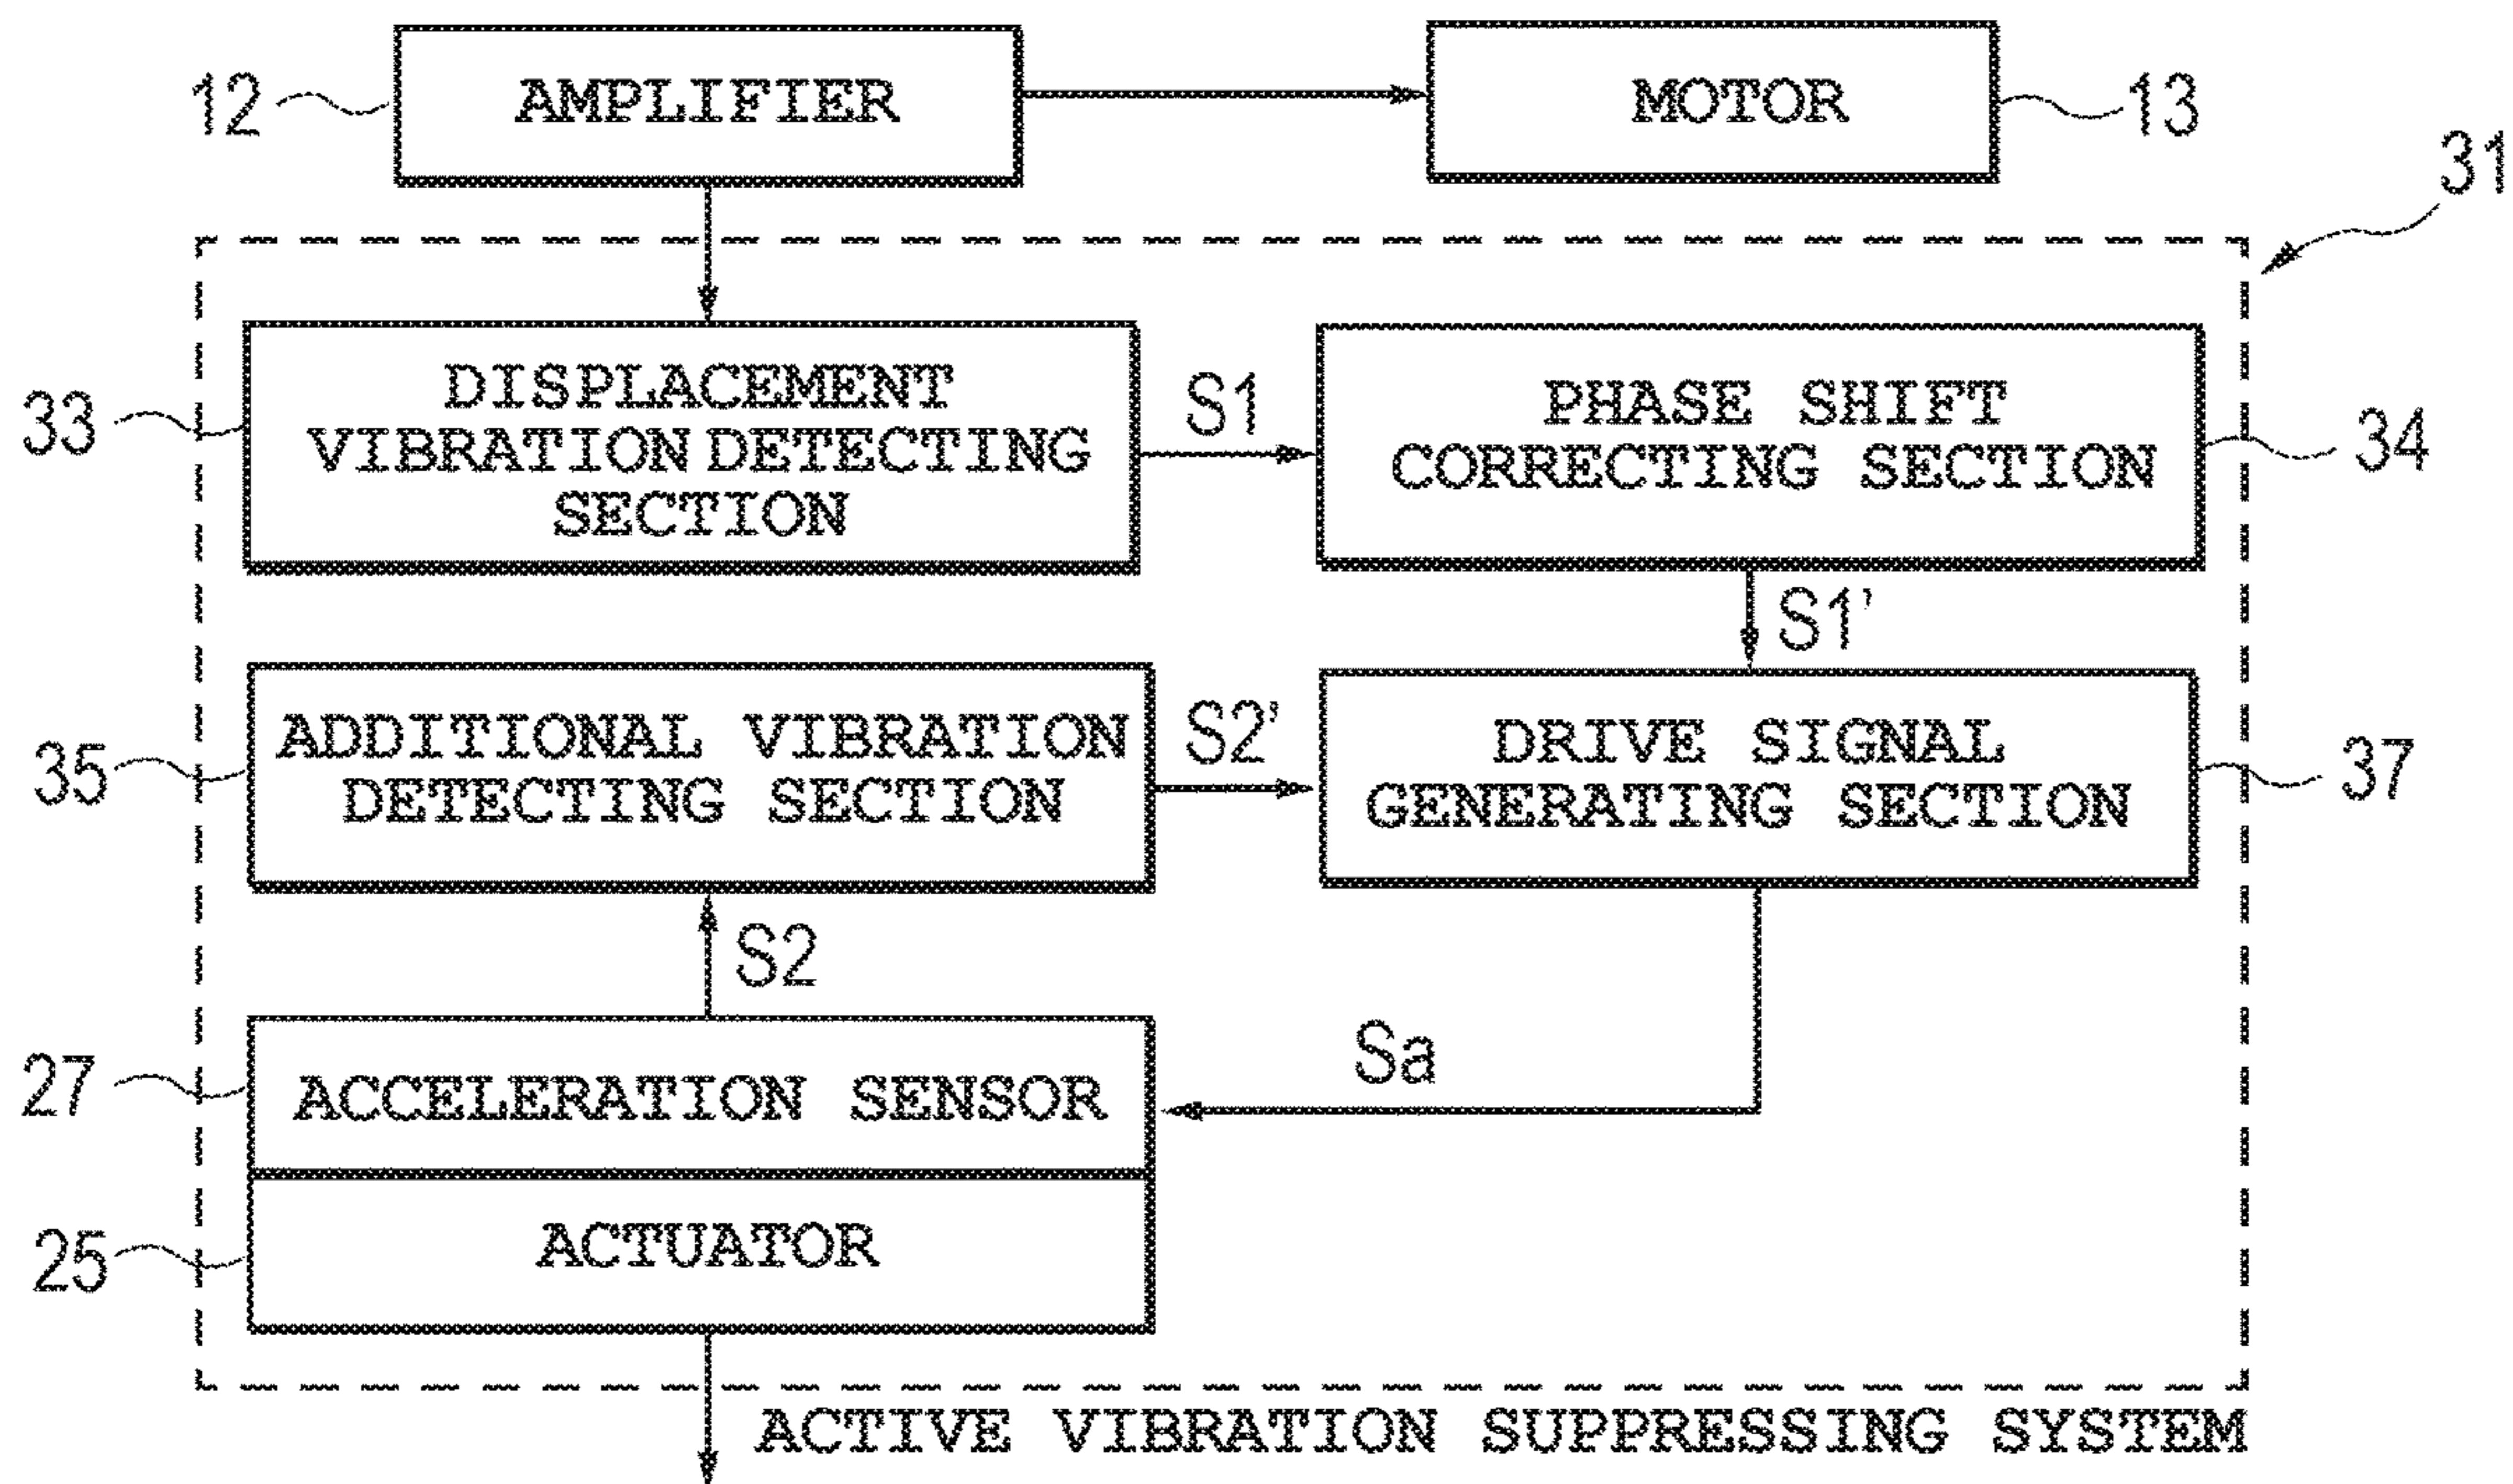 12
AMPLIFIER
MOTOR
13
31
33
DISPLACEMENT
VIBRATION DETECTING
SECTION
S1
PHASE SHIFT
CORRECTING SECTION
34
S1'
35
ADDITIONAL VIBRATION
DETECTING SECTION
S2'
DRIVE SIGNAL
GENERATING SECTION
37
S2
27
ACCELERATION SENSOR
Sa
25
ACTUATOR
ACTIVE VIBRATION SUPPRESSING SYSTEM